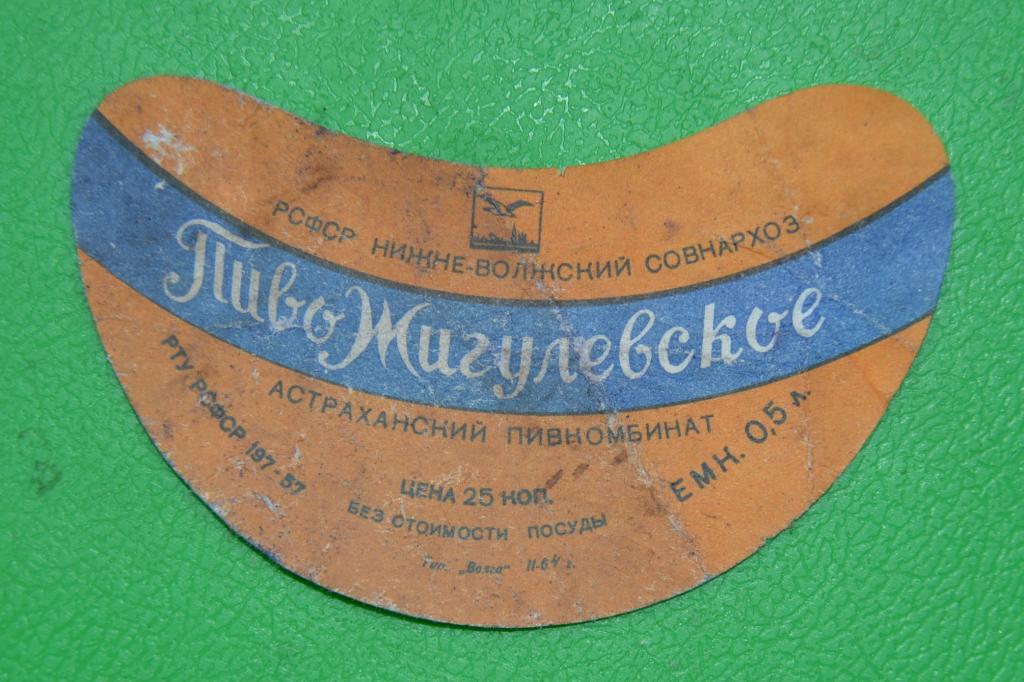 РСФСР НИЖНЕ-ВОЛЖСКИЙ СОВНАРХОЗ
Пиво Жигулевское
АСТРАХАНСКИЙ ПИВКОМБИНАТ
РТУ РСФСР 197-57
ЕМН. 0,5 л.
ЦЕНА 25 КОП.
БЕЗ СТОИМОСТИ ПОСУДЫ
Тип. „Волга" II-64 г.